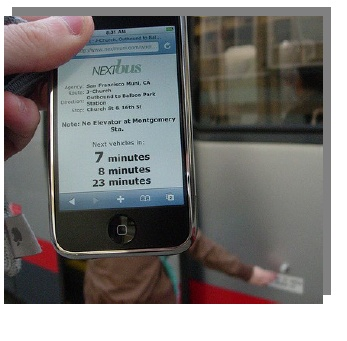 NEXTbus
Agency: San Francisco Muni, CA
Route: J-Church
Direction: Outbound to Balboa Park
Station
Stop: Church St & 16th St
Note: No Elevator at Montgomery
Sta.
Next vehicles in:
7 minutes
8 minutes
23 minutes